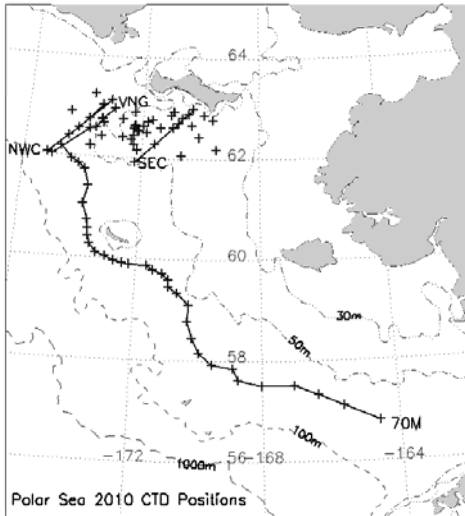 64
VNG
NWC
SEC
62
60
30m
50m
58
70M
100m
-172
1000m
56
-168
-164
Polar Sea 2010 CTD Positions